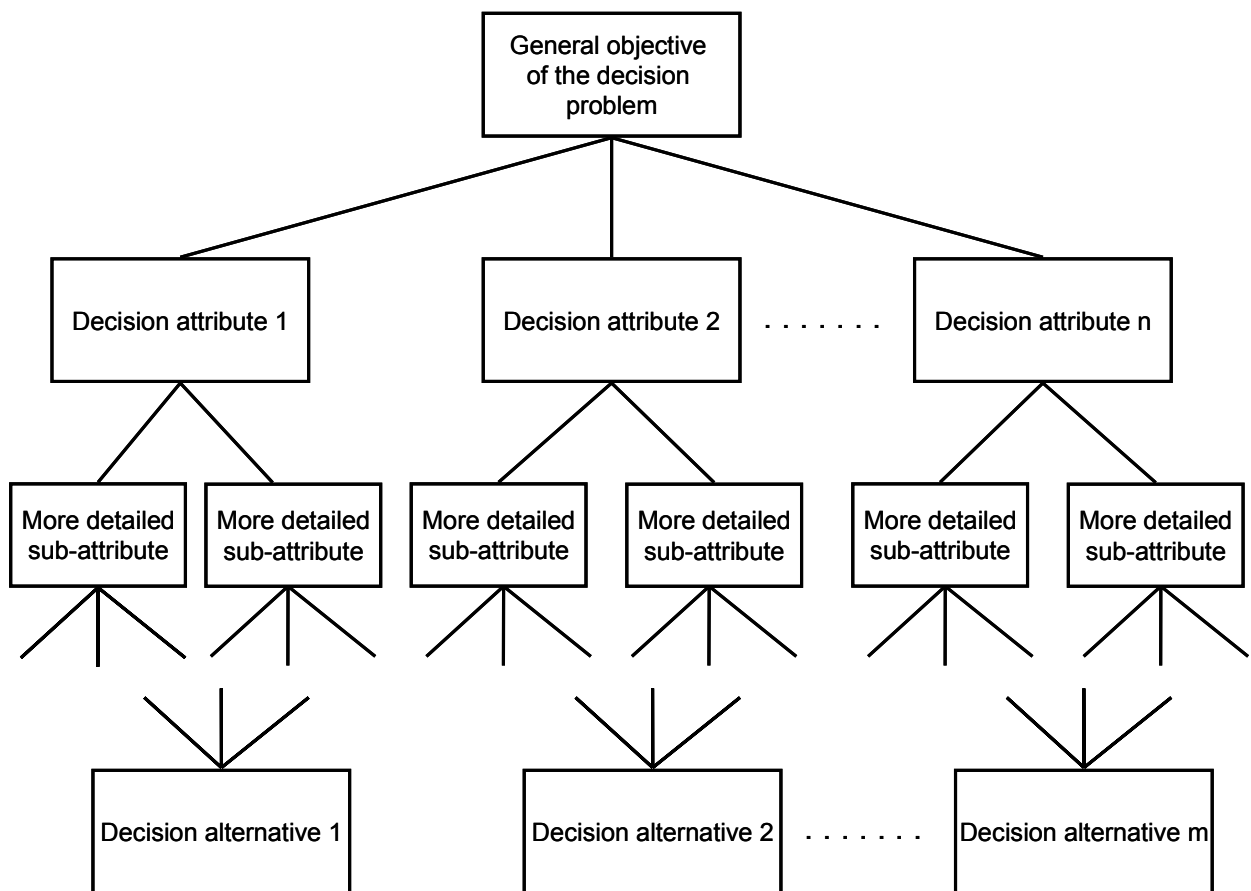 General objective
of the decision
problem
Decision attribute 1
Decision attribute 2
. . . . . . .
Decision attribute n
More detailed
sub-attribute
More detailed
sub-attribute
More detailed
sub-attribute
More detailed
sub-attribute
More detailed
sub-attribute
More detailed
sub-attribute
Decision alternative 1
Decision alternative 2
. . . . . . .
Decision alternative m